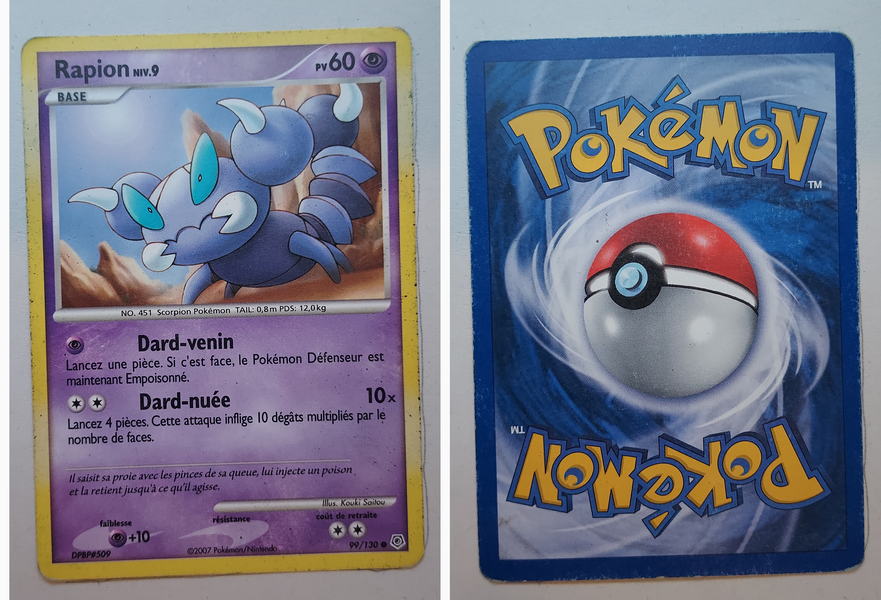 Rapion NIV.9
PV 60
BASE
NO. 451 Scorpion Pokémon TAIL: 0,8m PDS: 12,0kg
Dard-venin
Lancez une pièce. Si c'est face, le Pokémon Défenseur est
maintenant Empoisonné.
Dard-nuée 10x
Lancez 4 pièces. Cette attaque inflige 10 dégâts multipliés par le
nombre de faces.
Il saisit sa proie avec les pinces de sa queue, lui injecte un poison
et la retient jusqu'à ce qu'il agisse.
Illus. Kouki Saitou
faiblesse résistance coût de retraite
+10
DPBP#509 ©2007 Pokémon/Nintendo 99/130
POKéMON
TM
TM
POKéMON